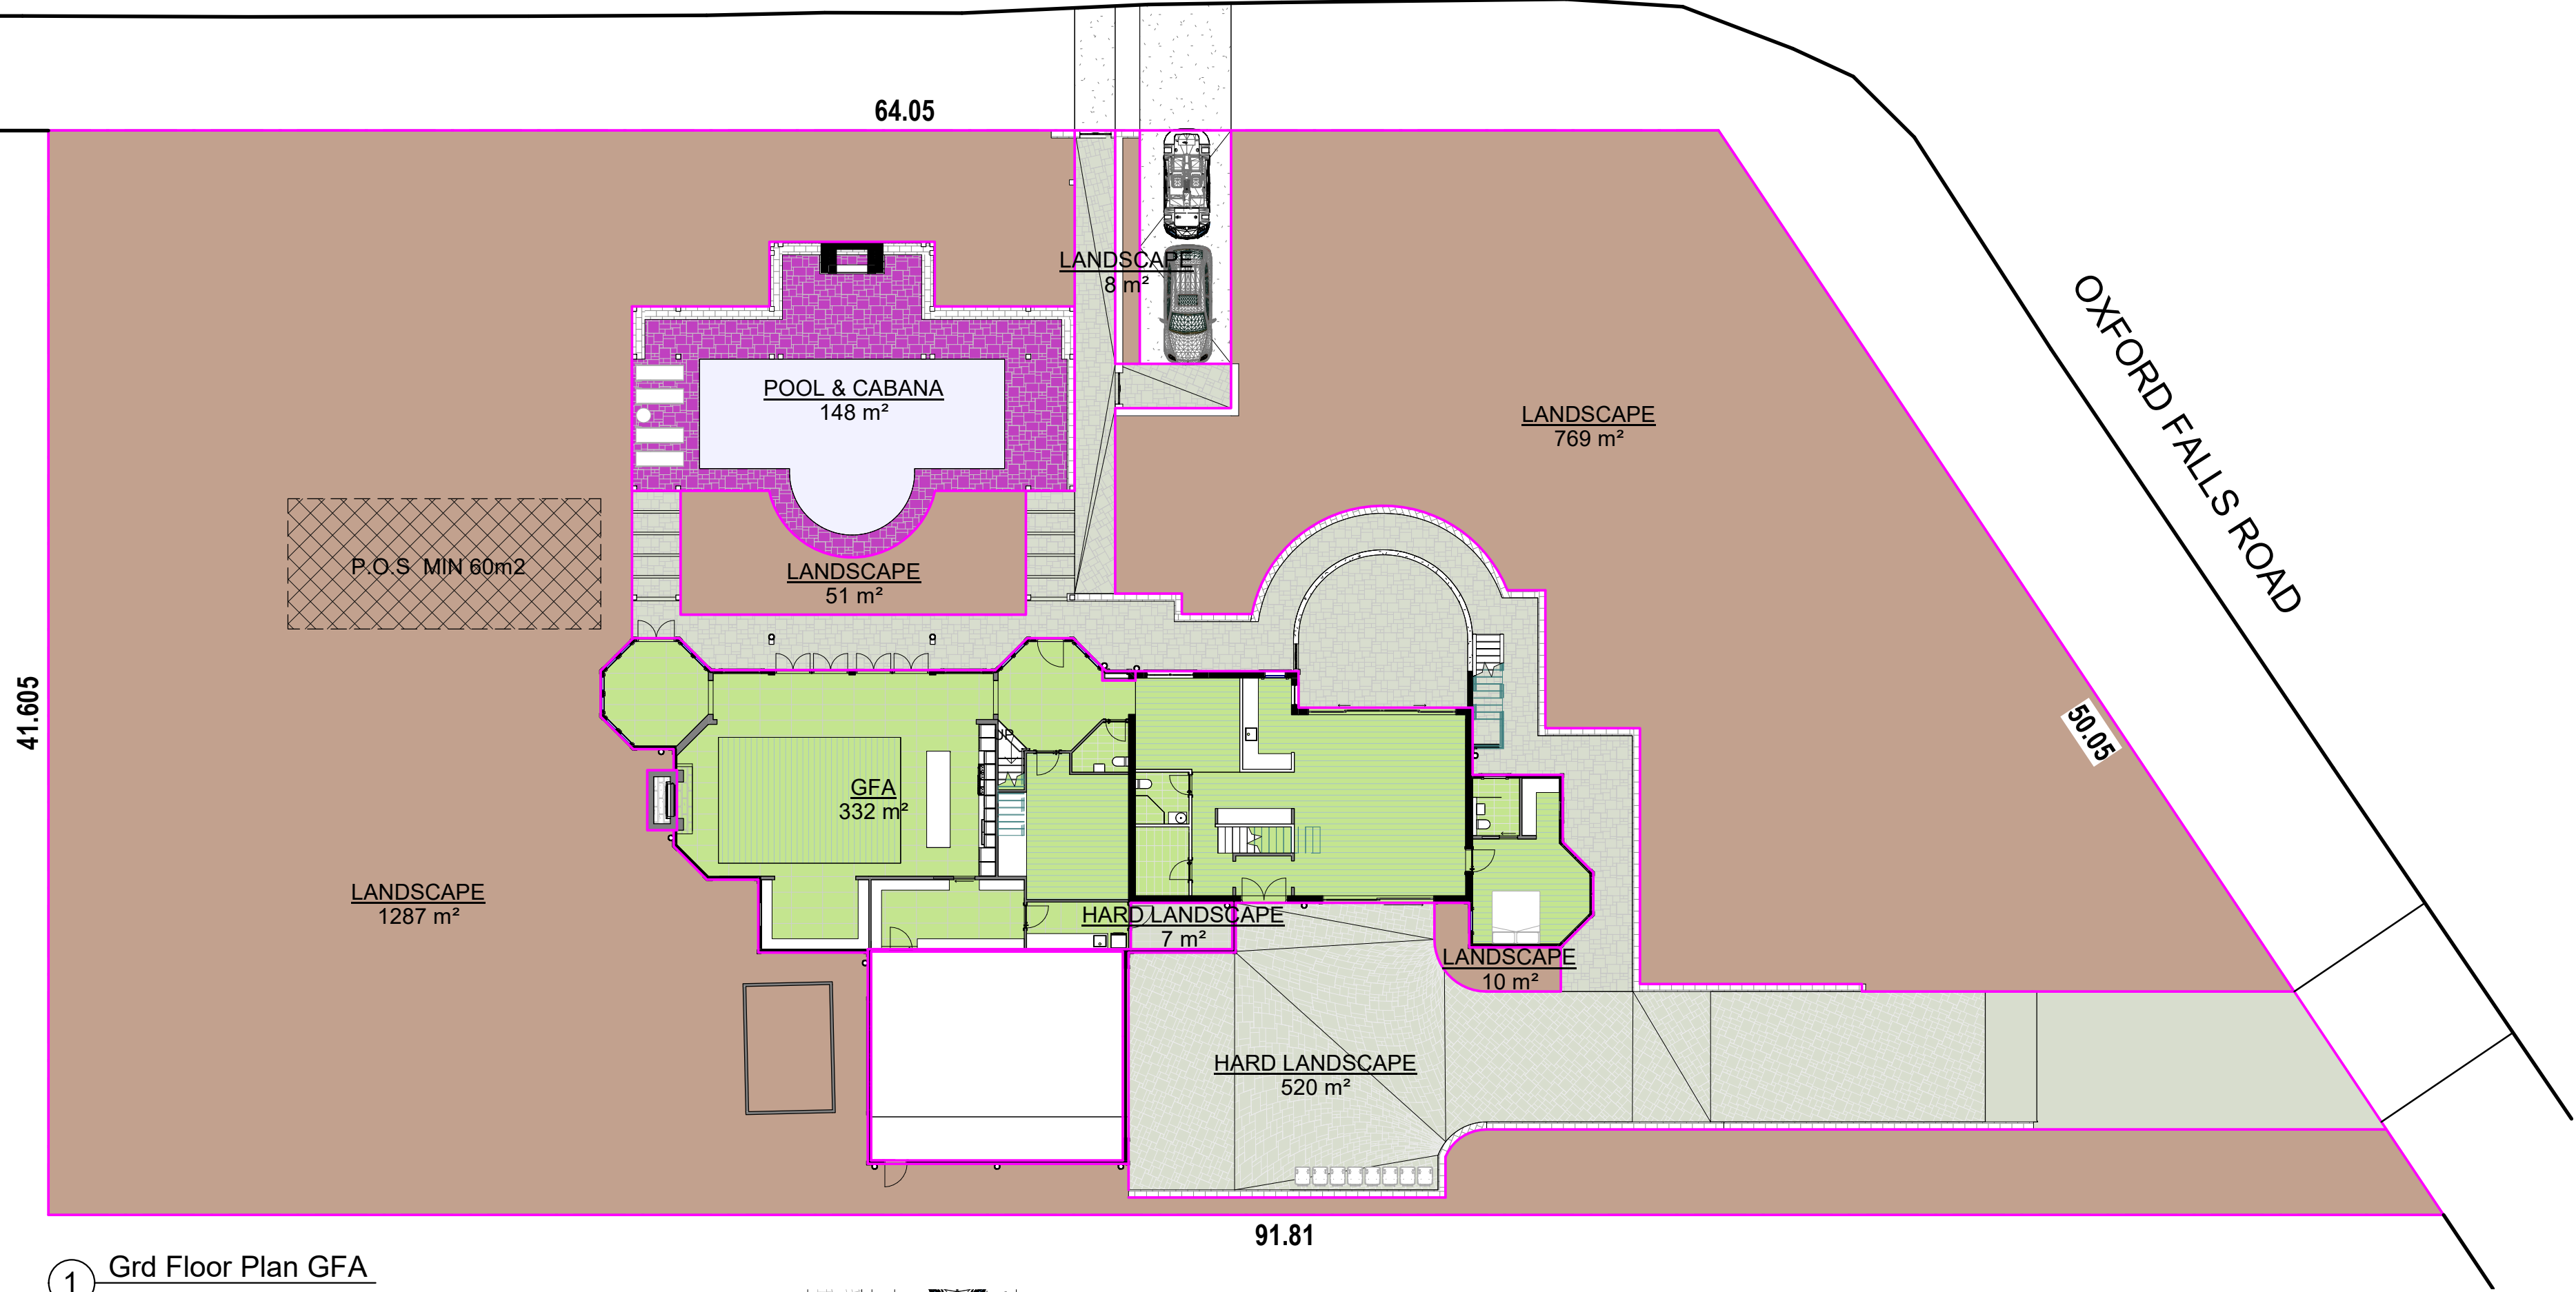 64.05
LANDSCAPE
8 m²
OXFORD FALLS ROAD
POOL & CABANA
148 m²
LANDSCAPE
769 m²
P.O.S MIN 60m2
LANDSCAPE
51 m²
41.605
50.05
UP
GFA
332 m²
LANDSCAPE
1287 m²
HARD LANDSCAPE
7 m²
LANDSCAPE
10 m²
HARD LANDSCAPE
520 m²
91.81
1
Grd Floor Plan GFA